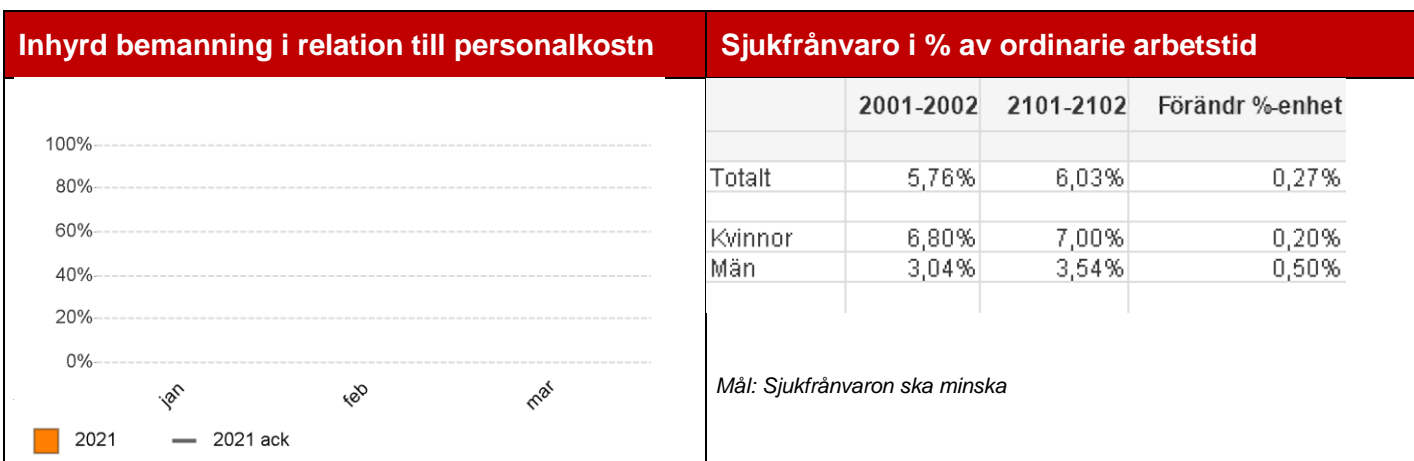 Inhyrd bemanning i relation till personalkostn
100%
80%
60%
40%
20%
0%
jan feb mar
2021 2021 ack
Sjukfrånvaro i % av ordinarie arbetstid
2001-2002 2101-2102 Förändr %-enhet
Totalt 5,76% 6,03% 0,27%
Kvinnor 6,80% 7,00% 0,20%
Män 3,04% 3,54% 0,50%
Mål: Sjukfrånvaron ska minska